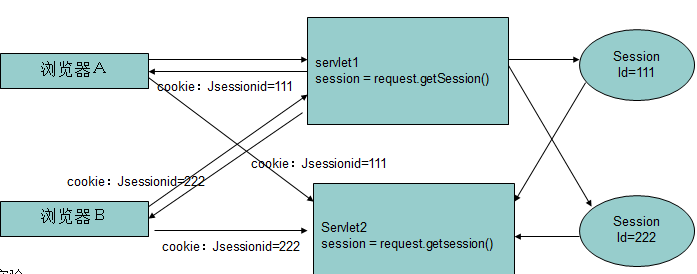 浏览器A
servlet1
session = request.getSession()
Session
Id=111
cookie：Jsessionid=111
cookie：Jsessionid=111
cookie：Jsessionid=222
浏览器B
Servlet2
session = request.getsession()
Session
Id=222
cookie：Jsessionid=222